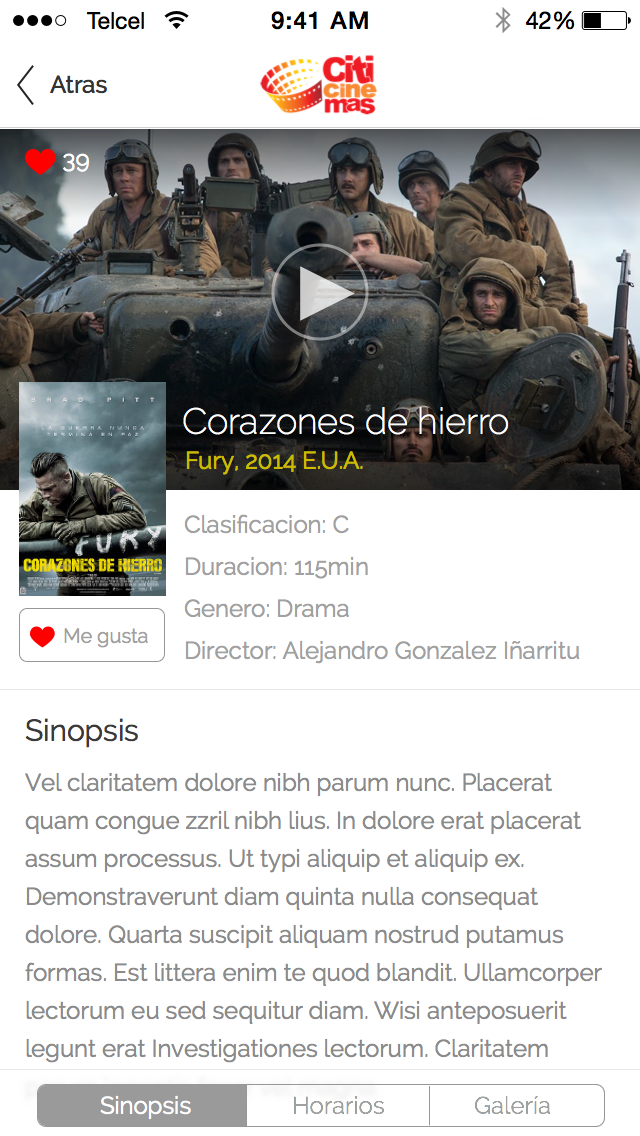 Telcel
9:41 AM
42%
Atras
Citi
cine
mas
39
BRAD PITT
LA GUERRA NUNCA
TERMINA EN PAZ
FURY
CORAZONES DE HIERRO
Corazones de hierro
Fury, 2014 E.U.A.
Clasificacion: C
Duracion: 115min
Genero: Drama
Director: Alejandro Gonzalez Iñarritu
Me gusta
Sinopsis
Vel claritatem dolore nibh parum nunc. Placerat
quam congue zzril nibh lius. In dolore erat placerat
assum processus. Ut typi aliquip et aliquip ex.
Demonstraverunt diam quinta nulla consequat
dolore. Quarta suscipit aliquam nostrud putamus
formas. Est littera enim te quod blandit. Ullamcorper
lectorum eu sed sequitur diam. Wisi anteposuerit
legunt erat Investigationes lectorum. Claritatem
Sinopsis
Horarios
Galería